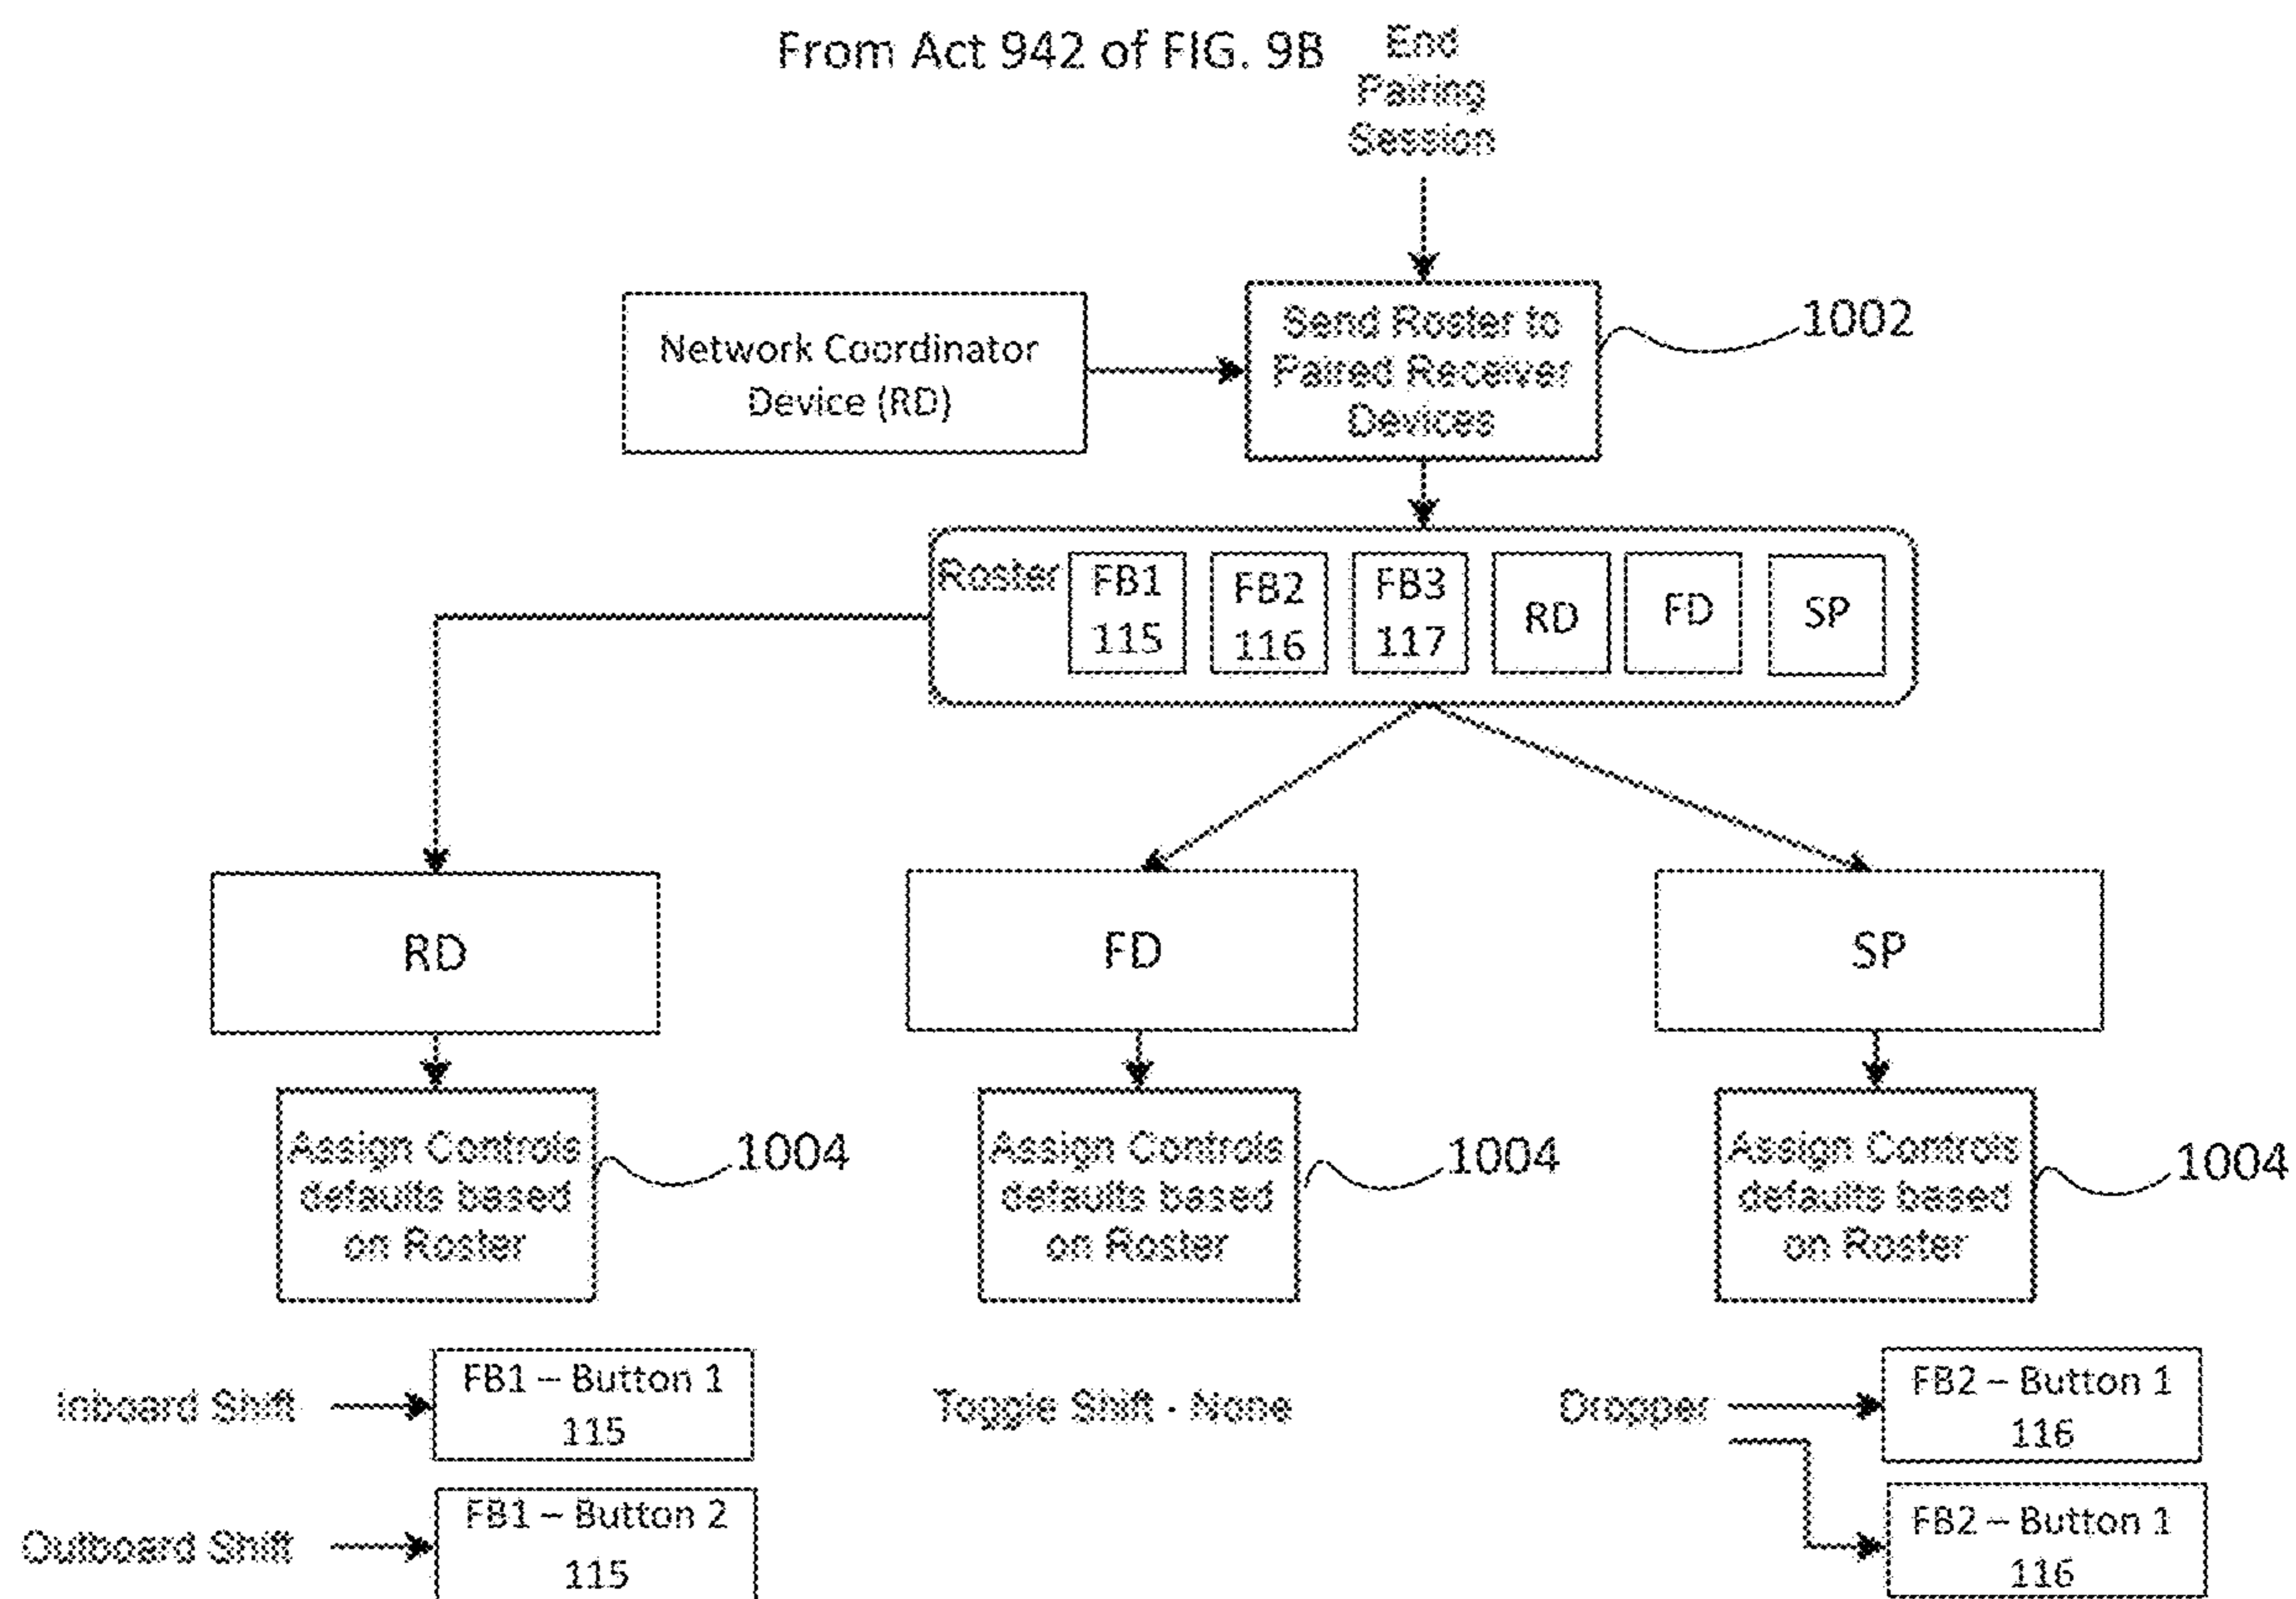 From Act 942 of FIG. 9B
End
Pairing
Session
Network Coordinator
Device (RD)
Send Roster to
Paired Receiver
Devices
1002
Roster
FB1
115
FB2
116
FB3
117
RD
FD
SP
RD
FD
SP
Assign Controls
defaults based
on Roster
1004
Assign Controls
defaults based
on Roster
1004
Assign Controls
defaults based
on Roster
1004
Inboard Shift
FB1 – Button 1
115
Toggle Shift - None
Dropper
FB2 – Button 1
116
Outboard Shift
FB1 – Button 2
115
FB2 – Button 1
116